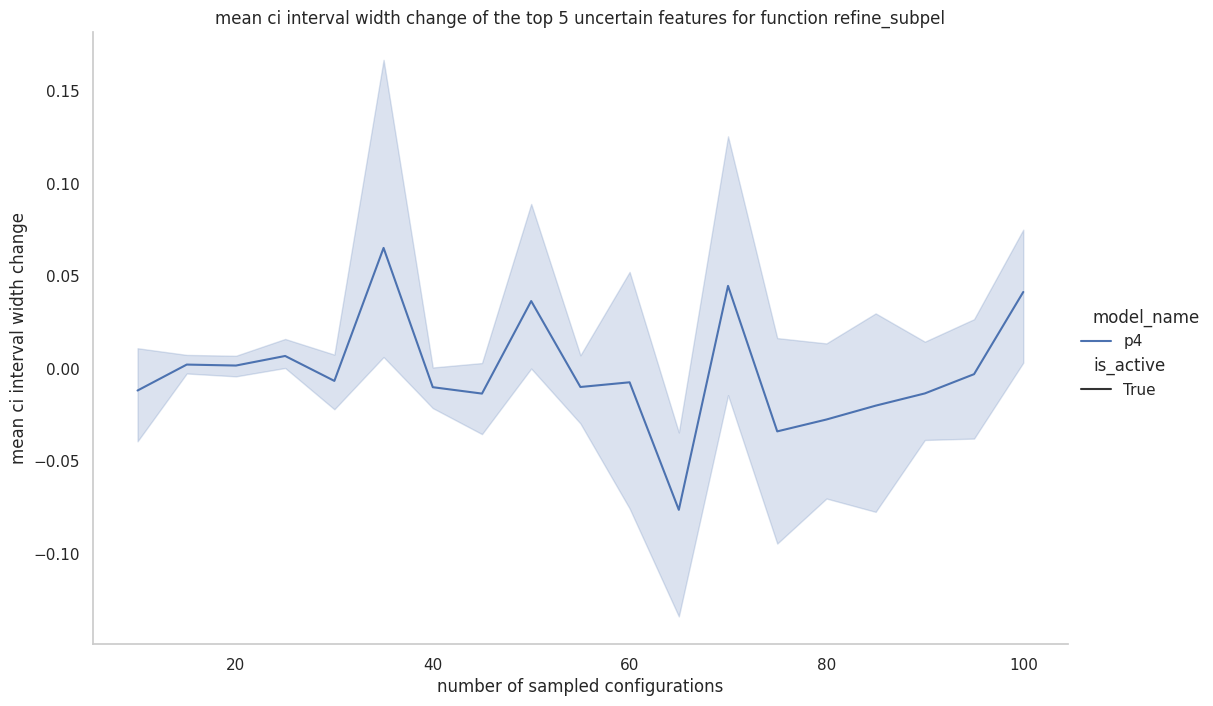 mean ci interval width change of the top 5 uncertain features for function refine_subpel
mean ci interval width change
0.15
0.10
0.05
0.00
−0.05
−0.10
20
40
60
80
100
number of sampled configurations
model_name
p4
is_active
True